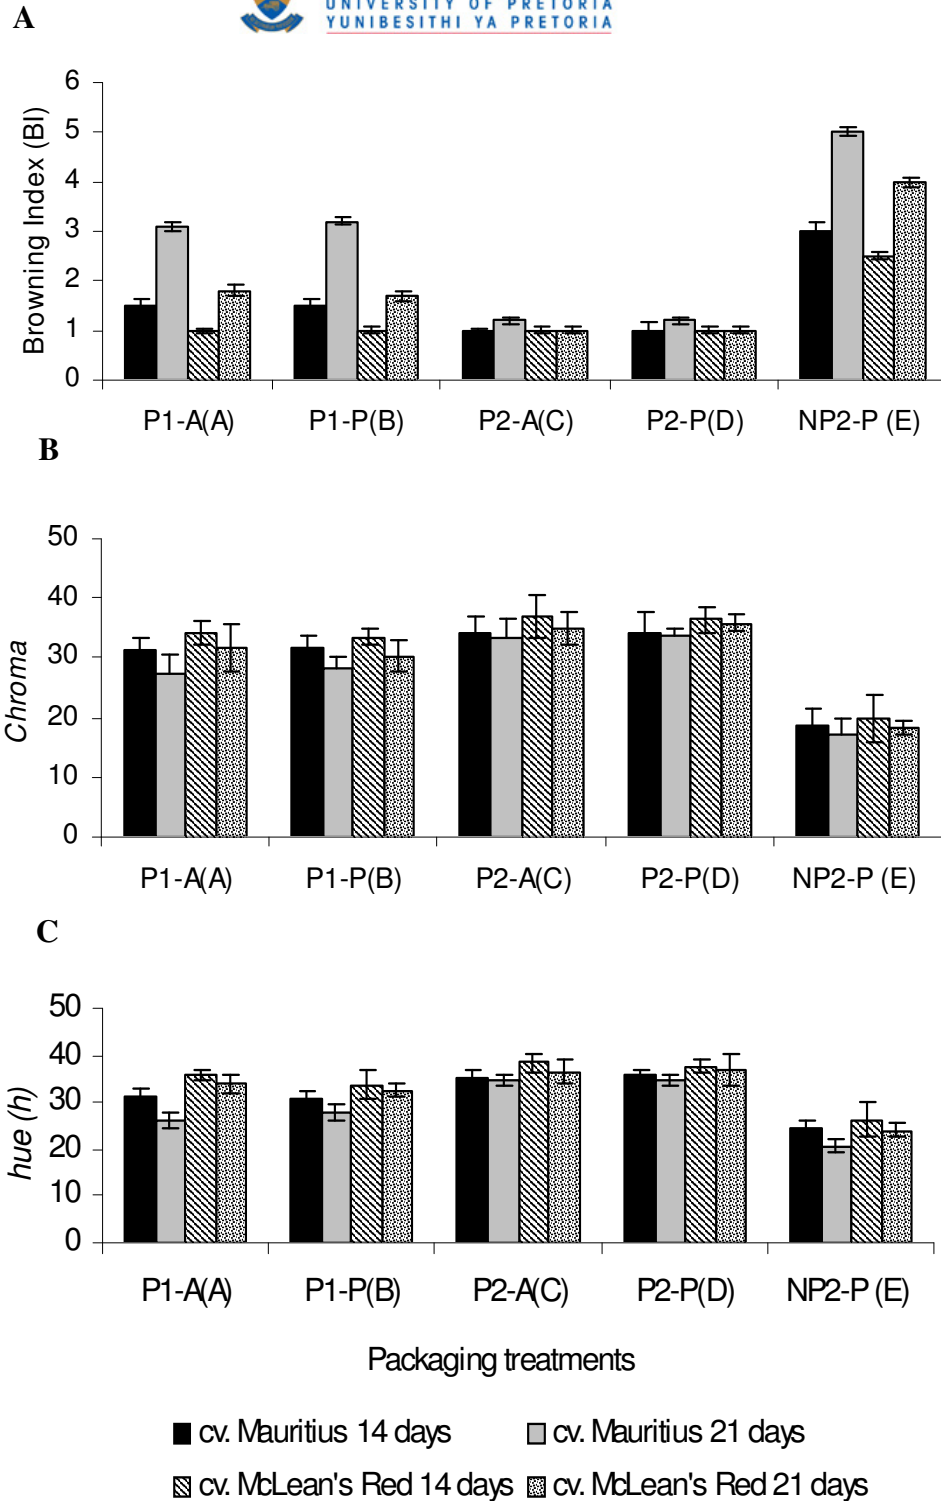 A
UNIVERSITY OF PRETORIA
YUNIBESITHI YA PRETORIA
Browning Index (BI)
6
5
4
3
2
1
0
P1-A(A) P1-P(B) P2-A(C) P2-P(D) NP2-P (E)
B
Chroma
50
40
30
20
10
0
P1-A(A) P1-P(B) P2-A(C) P2-P(D) NP2-P (E)
C
hue (h)
50
40
30
20
10
0
P1-A(A) P1-P(B) P2-A(C) P2-P(D) NP2-P (E)
Packaging treatments
cv. Mauritius 14 days cv. Mauritius 21 days
cv. McLean's Red 14 days cv. McLean's Red 21 days